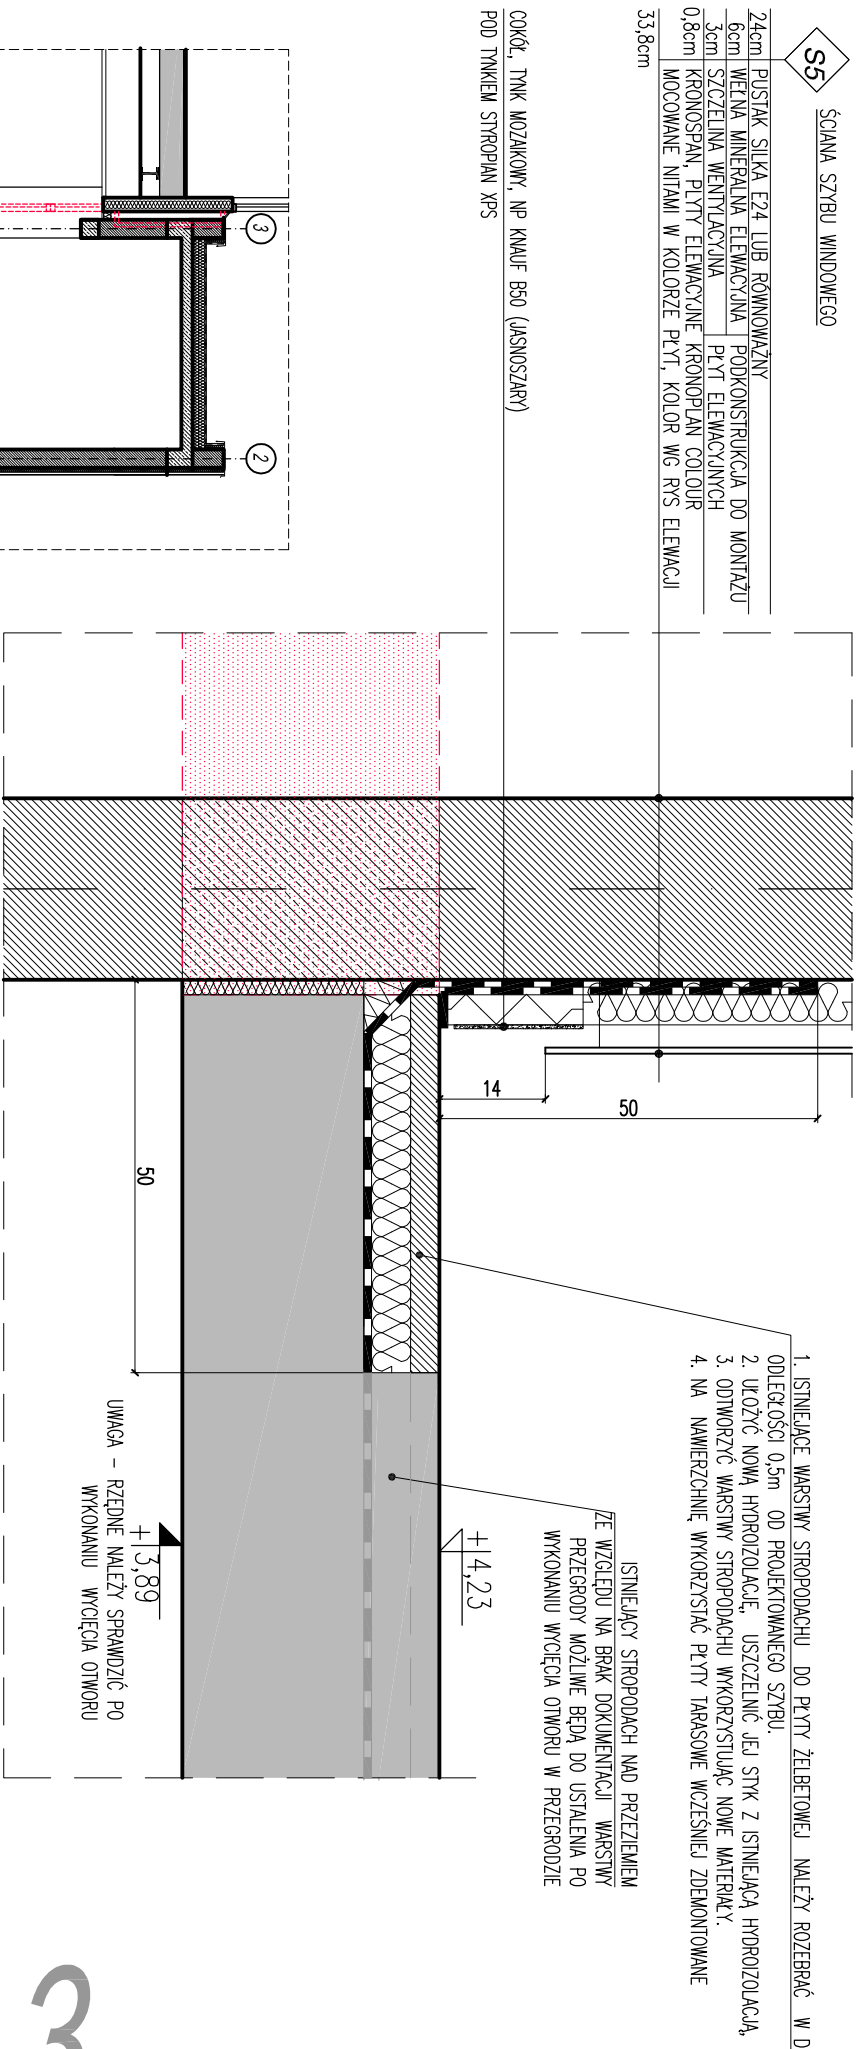 S5
ŚCIANA SZYBU WINDOWEGO
24cm PUSTAK SILKA E24 LUB RÓWNOWAŻNY
6cm WEŁNA MINERALNA ELEWACYJNA PODKONSTRUKCJA DO MONTAŻU
3cm SZCZELINA WENTYLACYJNA PŁYT ELEWACYJNYCH
0,8cm KRONOSPAN, PŁYTY ELEWACYJNE KRONOPLAN COLOUR
MOCOWANE NITAMI W KOLORZE PŁYT, KOLOR WG RYS ELEWACJI
33,8cm
COKÓŁ, TYNK MOZAIKOWY, NP KNAUF B50 (JASNOSZARY)
POD TYNKIEM STYROPIAN XPS
3
2
14
50
50
1. ISTNIEJĄCE WARSTWY STROPODACHU DO PŁYTY ŻELBETOWEJ NALEŻY ROZEBRAĆ W
ODLEGŁOŚCI 0,5m OD PROJEKTOWANEGO SZYBU.
2. UŁOŻYĆ NOWĄ HYDROIZOLACJĘ, USZCZELNIĆ JEJ STYK Z ISTNIEJĄCĄ HYDROIZOLACJĄ,
3. ODTWORZYĆ WARSTWY STROPODACHU WYKORZYSTUJĄC NOWE MATERIAŁY.
4. NA NAWIERZCHNIĘ WYKORZYSTAĆ PŁYTY TARASOWE WCZEŚNIEJ ZDEMONTOWANE
ISTNIEJĄCY STROPODACH NAD PRZEZIEMIEM
ZE WZGLĘDU NA BRAK DOKUMENTACJI WARSTWY
PRZEGRODY MOŻLIWE BĘDĄ DO USTALENIA PO
WYKONANIU WYCIĘCIA OTWORU W PRZEGRODZIE
+4,23
+3,89
UWAGA – RZĘDNE NALEŻY SPRAWDZIĆ PO
WYKONANIU WYCIĘCIA OTWORU
3